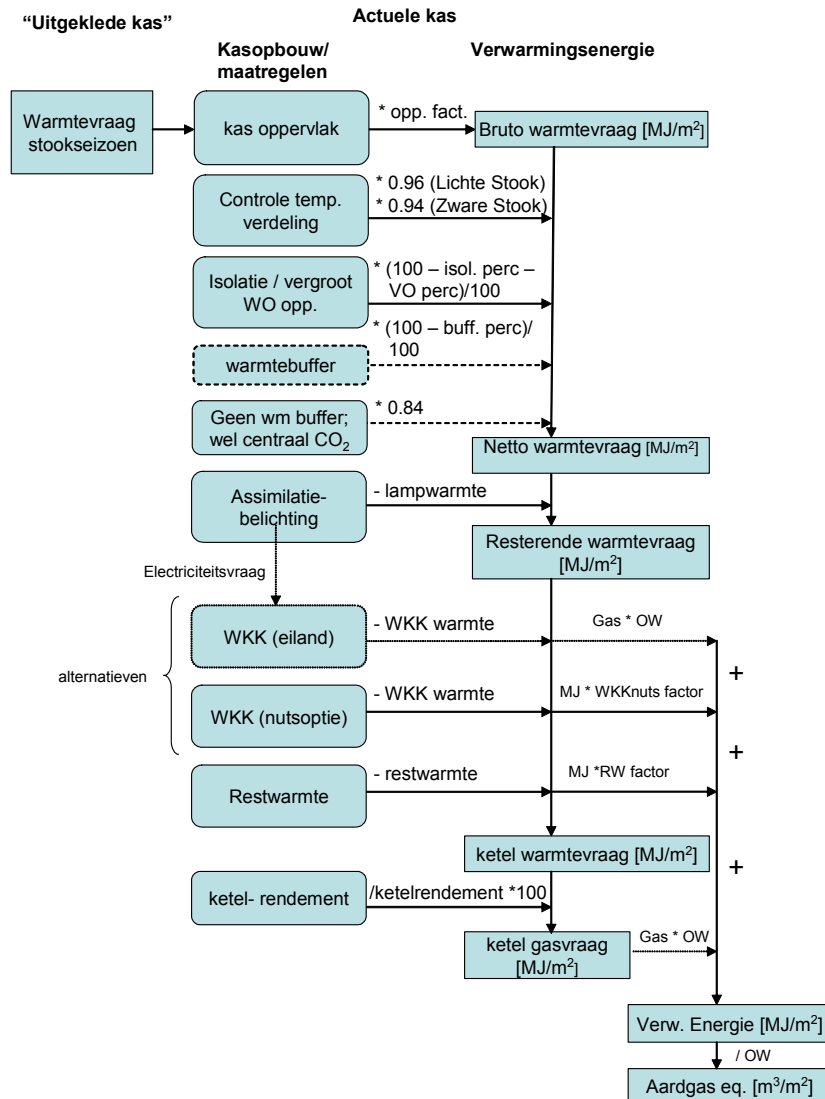 "Uitgeklede kas"
Actuele kas
Kasopbouw/
maatregelen
Verwarmingsenergie
Warmtevraag
stookseizoen
kas oppervlak
* opp. fact.
Bruto warmtevraag [MJ/m²]
Controle temp.
verdeling
* 0.96 (Lichte Stook)
* 0.94 (Zware Stook)
Isolatie / vergroot
WO opp.
* (100 – isol. perc –
VO perc)/100
* (100 – buff. perc)/
100
warmtebuffer
Geen wm buffer;
wel centraal CO₂
* 0.84
Netto warmtevraag [MJ/m²]
Assimilatie-
belichting
- lampwarmte
Resterende warmtevraag
[MJ/m²]
Electriciteitsvraag
alternatieven
WKK (eiland)
- WKK warmte
Gas * OW
+
WKK (nutsoptie)
- WKK warmte
MJ * WKKnuts factor
+
Restwarmte
- restwarmte
MJ *RW factor
ketel warmtevraag [MJ/m²]
+
ketel- rendement
/ketelrendement *100
ketel gasvraag
[MJ/m²]
Gas * OW
Verw. Energie [MJ/m²]
/ OW
Aardgas eq. [m³/m²]